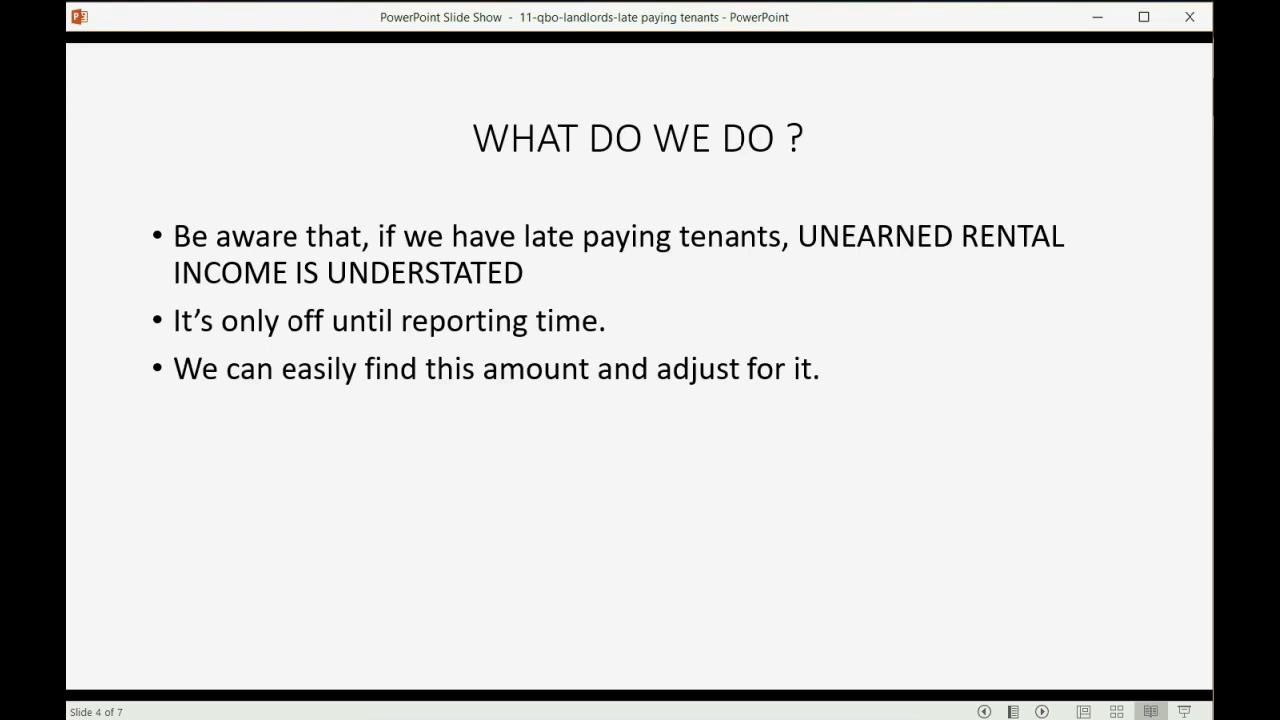 PowerPoint Slide Show - 11-qbo-landlords-late paying tenants - PowerPoint
WHAT DO WE DO ?
• Be aware that, if we have late paying tenants, UNEARNED RENTAL
INCOME IS UNDERSTATED
• It’s only off until reporting time.
• We can easily find this amount and adjust for it.
Slide 4 of 7